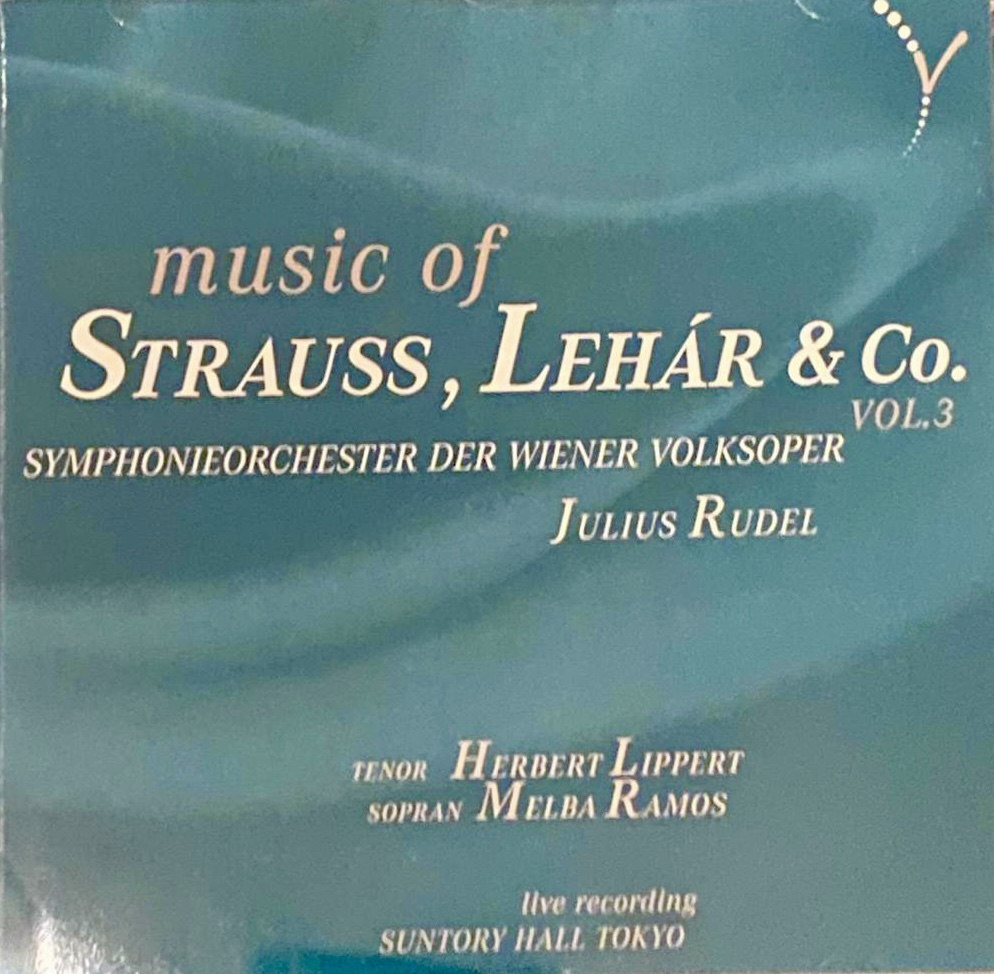 music of
STRAUSS, LEHÁR & CO.
VOL.3
SYMPHONIEORCHESTER DER WIENER VOLKSOPER
JULIUS RUDEL
TENOR HERBERT LIPPERT
SOPRAN MELBA RAMOS
live recording
SUNTORY HALL TOKYO